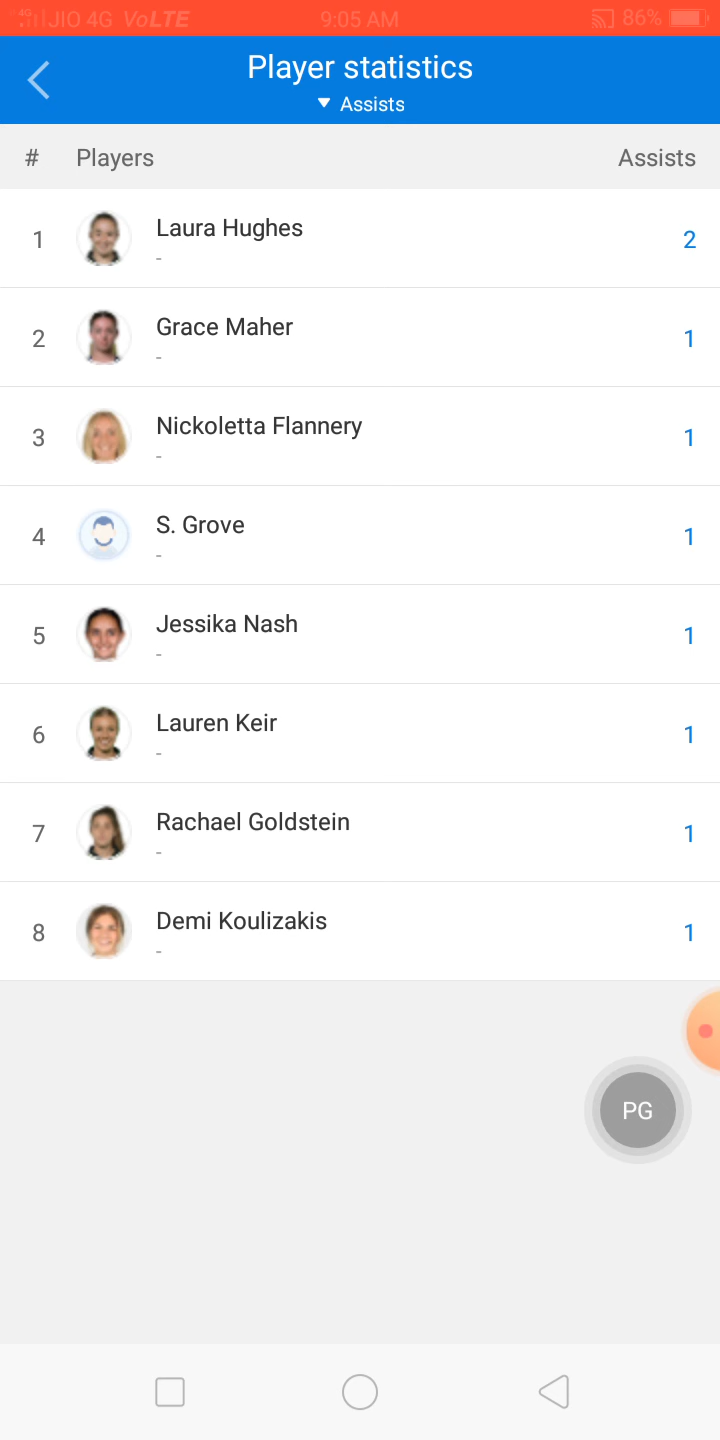 4G JIO 4G VoLTE 9:05 AM 86%
Player statistics
▼ Assists
# Players Assists
1 Laura Hughes 2
-
2 Grace Maher 1
-
3 Nickoletta Flannery 1
-
4 S. Grove 1
-
5 Jessika Nash 1
-
6 Lauren Keir 1
-
7 Rachael Goldstein 1
-
8 Demi Koulizakis 1
-
PG